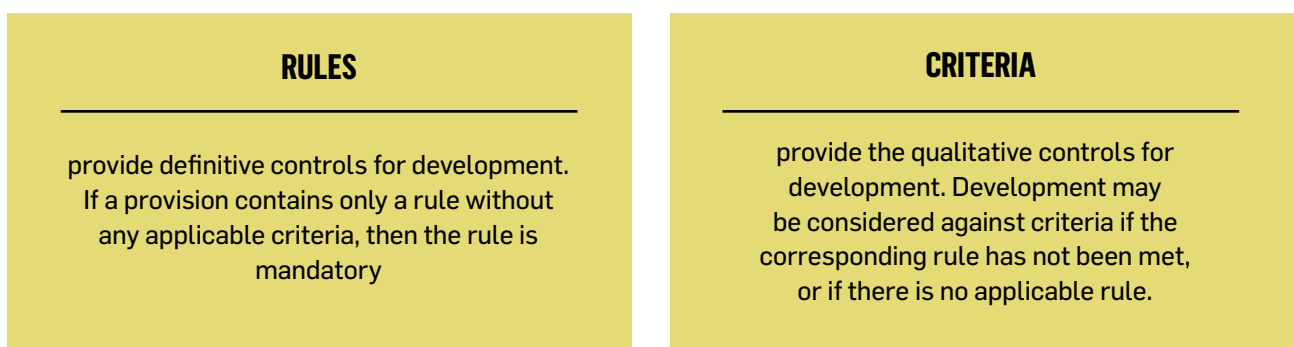 RULES
provide definitive controls for development.
If a provision contains only a rule without
any applicable criteria, then the rule is
mandatory
CRITERIA
provide the qualitative controls for
development. Development may
be considered against criteria if the
corresponding rule has not been met,
or if there is no applicable rule.